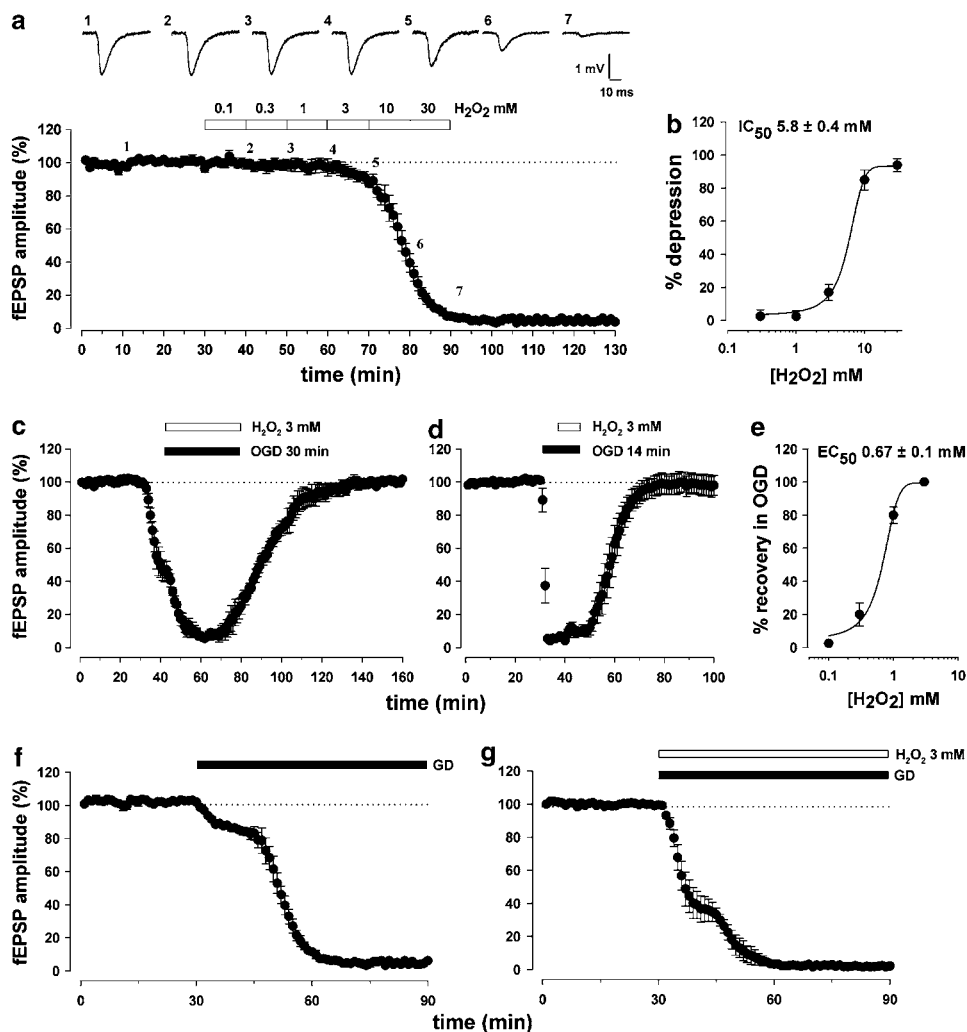 a
1 2 3 4 5 6 7
1 mV
10 ms
0.1 0.3 1 3 10 30 H₂O₂ mM
fEPSP amplitude (%)
120
100
80
60
40
20
0
1 2 3 4 5 6 7
0 10 20 30 40 50 60 70 80 90 100 110 120 130
time (min)
b
IC₅₀ 5.8 ± 0.4 mM
% depression
120
100
80
60
40
20
0
0.1 1 10
[H₂O₂] mM
c
H₂O₂ 3 mM
OGD 30 min
fEPSP amplitude (%)
120
100
80
60
40
20
0
0 20 40 60 80 100 120 140 160
d
H₂O₂ 3 mM
OGD 14 min
120
100
80
60
40
20
0
0 20 40 60 80 100
time (min)
e
EC₅₀ 0.67 ± 0.1 mM
% recovery in OGD
120
100
80
60
40
20
0
0.1 1 10
[H₂O₂] mM
f
GD
fEPSP amplitude (%)
120
100
80
60
40
20
0
0 30 60 90
g
H₂O₂ 3 mM
GD
120
100
80
60
40
20
0
0 30 60 90
time (min)